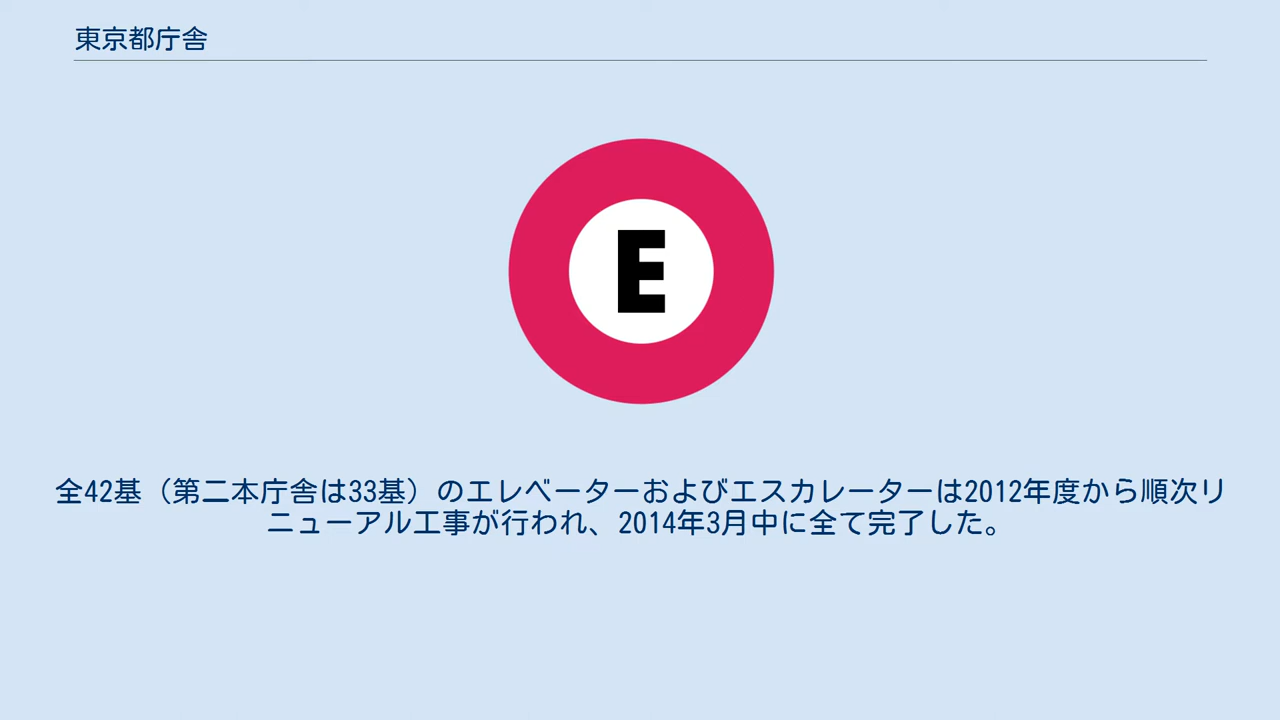 東京都庁舎
E
全42基（第二本庁舎は33基）のエレベーターおよびエスカレーターは2012年度から順次リ
ニューアル工事が行われ、2014年3月中に全て完了した。